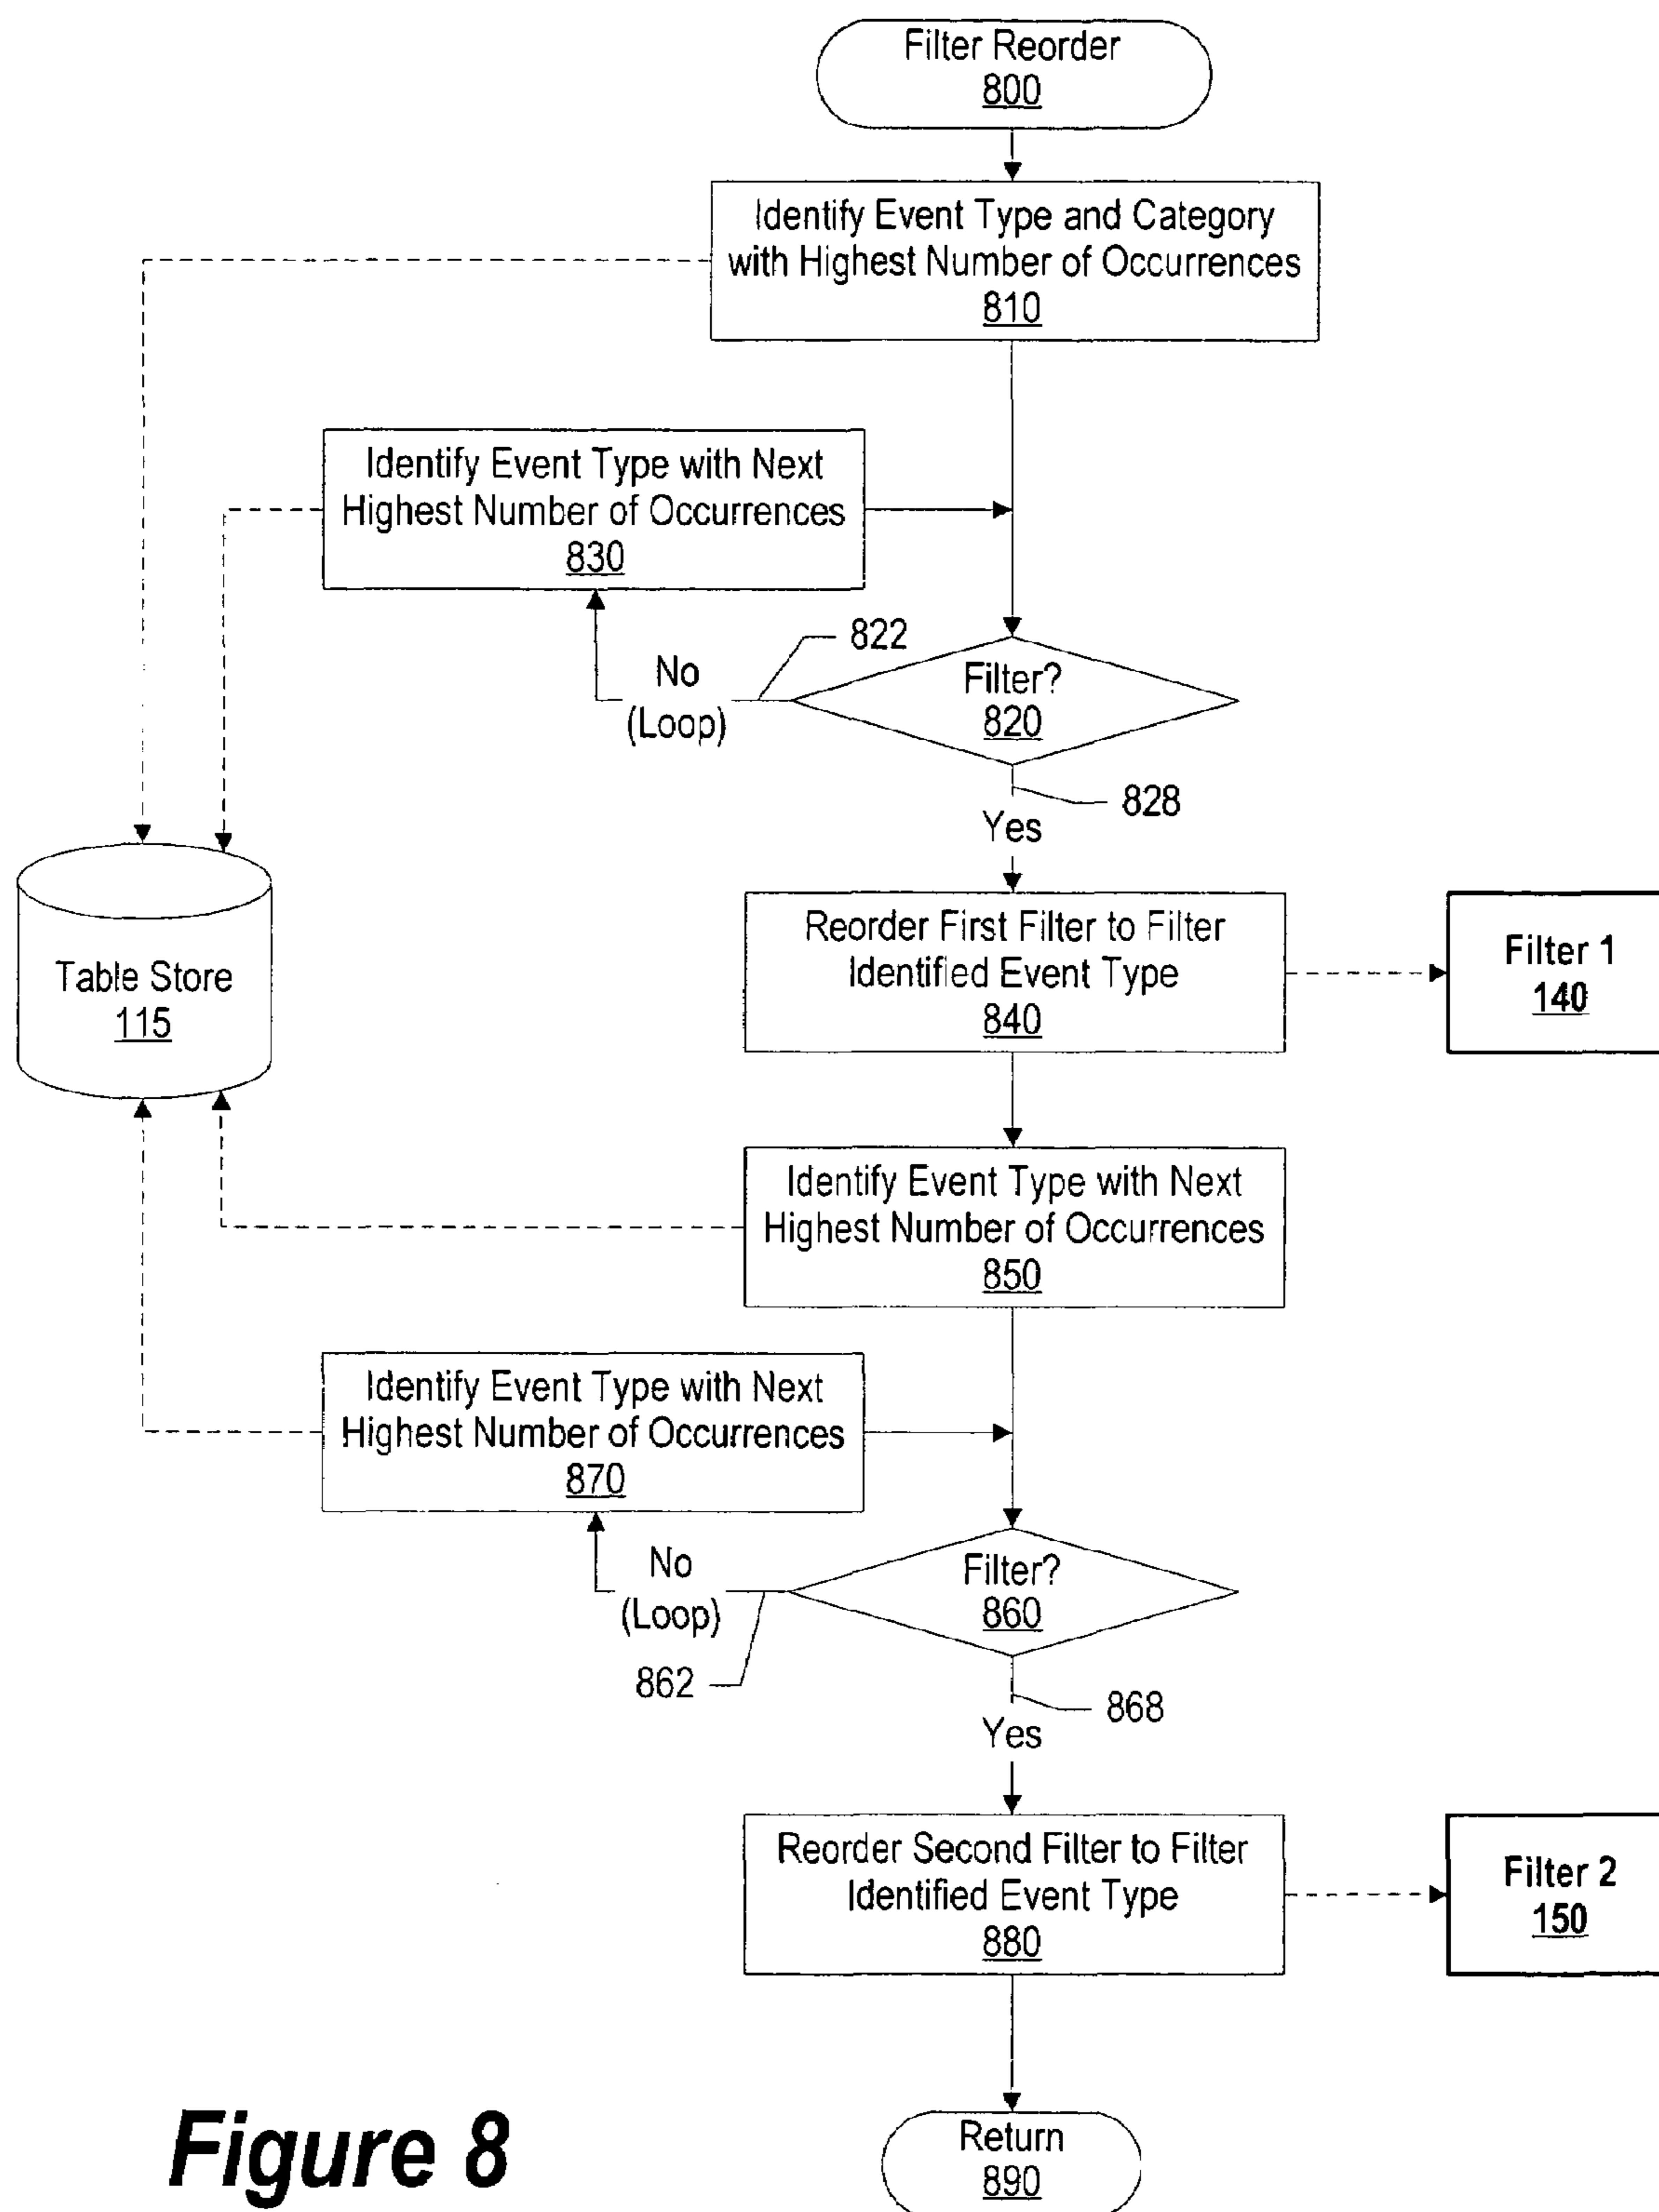 Filter Reorder
800
Identify Event Type and Category
with Highest Number of Occurrences
810
Identify Event Type with Next
Highest Number of Occurrences
830
822
No
(Loop)
Filter?
820
828
Yes
Table Store
115
Reorder First Filter to Filter
Identified Event Type
840
Filter 1
140
Identify Event Type with Next
Highest Number of Occurrences
850
Identify Event Type with Next
Highest Number of Occurrences
870
No
(Loop)
862
Filter?
860
868
Yes
Reorder Second Filter to Filter
Identified Event Type
880
Filter 2
150
Return
890
Figure 8